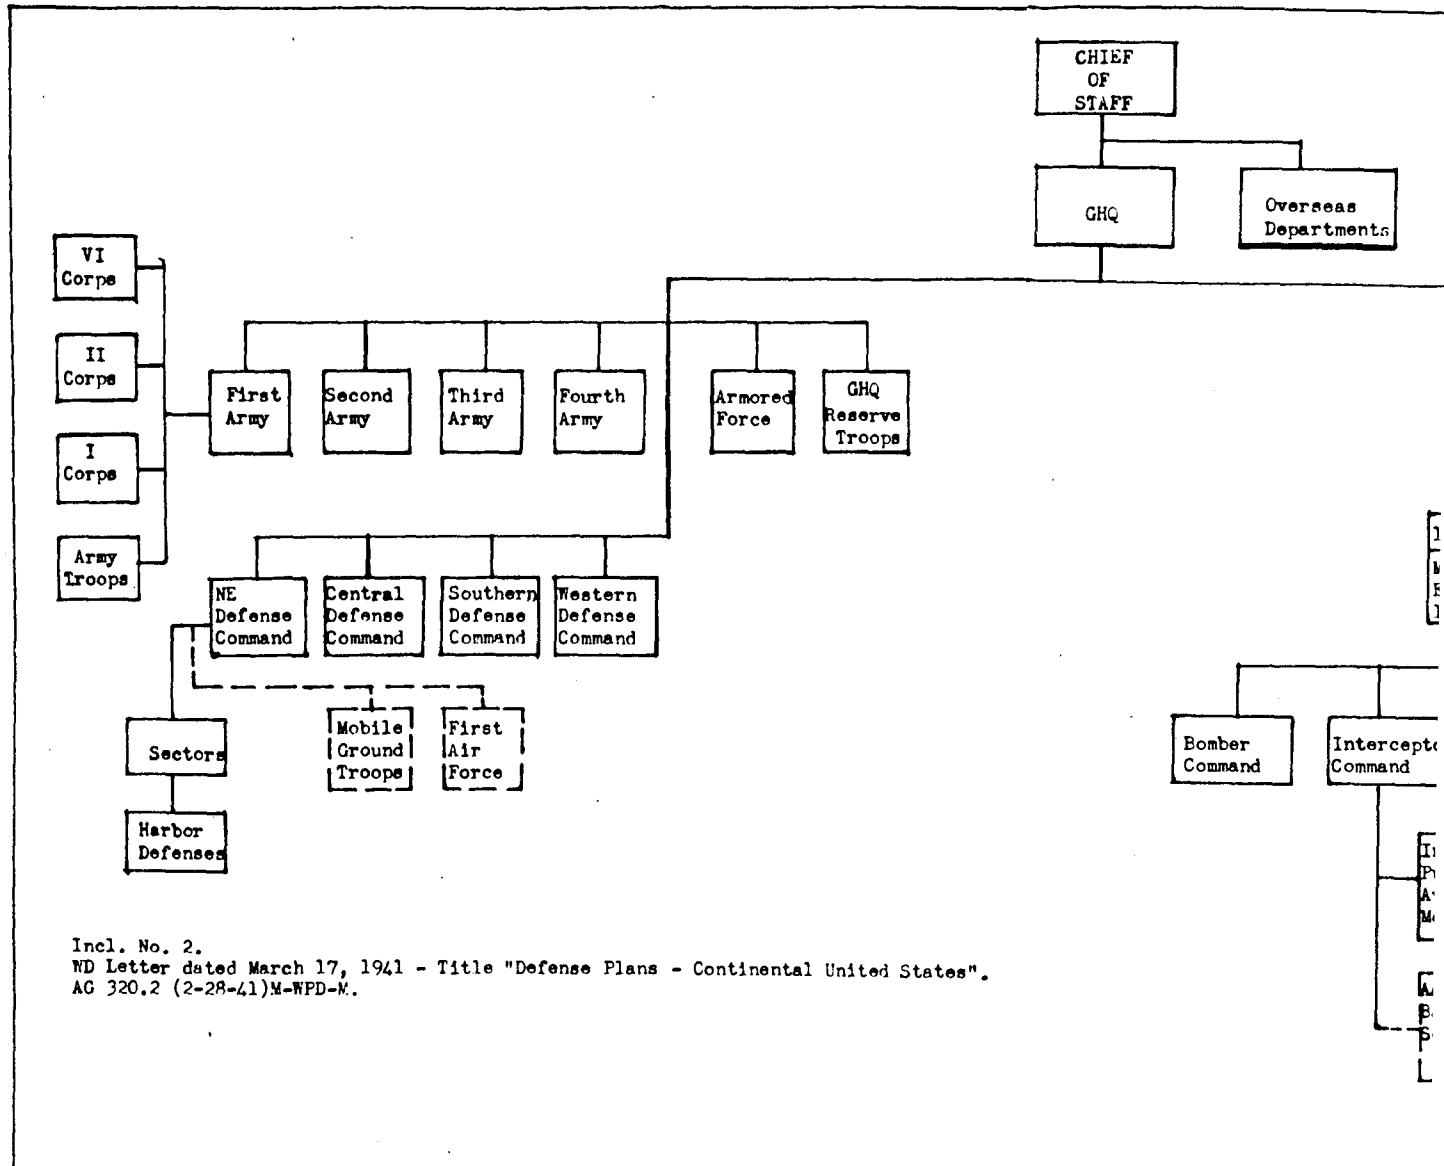 CHIEF
OF
STAFF
GHQ
Overseas
Departments
VI
Corps
II
Corps
I
Corps
Army
Troops
First
Army
Second
Army
Third
Army
Fourth
Army
Armored
Force
GHQ
Reserve
Troops
NE
Defense
Command
Central
Defense
Command
Southern
Defense
Command
Western
Defense
Command
Sectors
Harbor
Defenses
Mobile
Ground
Troops
First
Air
Force
Bomber
Command
Command
Incl. No. 2.
WD Letter dated March 17, 1941 - Title "Defense Plans - Continental United States".
AG 320.2 (2-28-41)M-WPD-M.